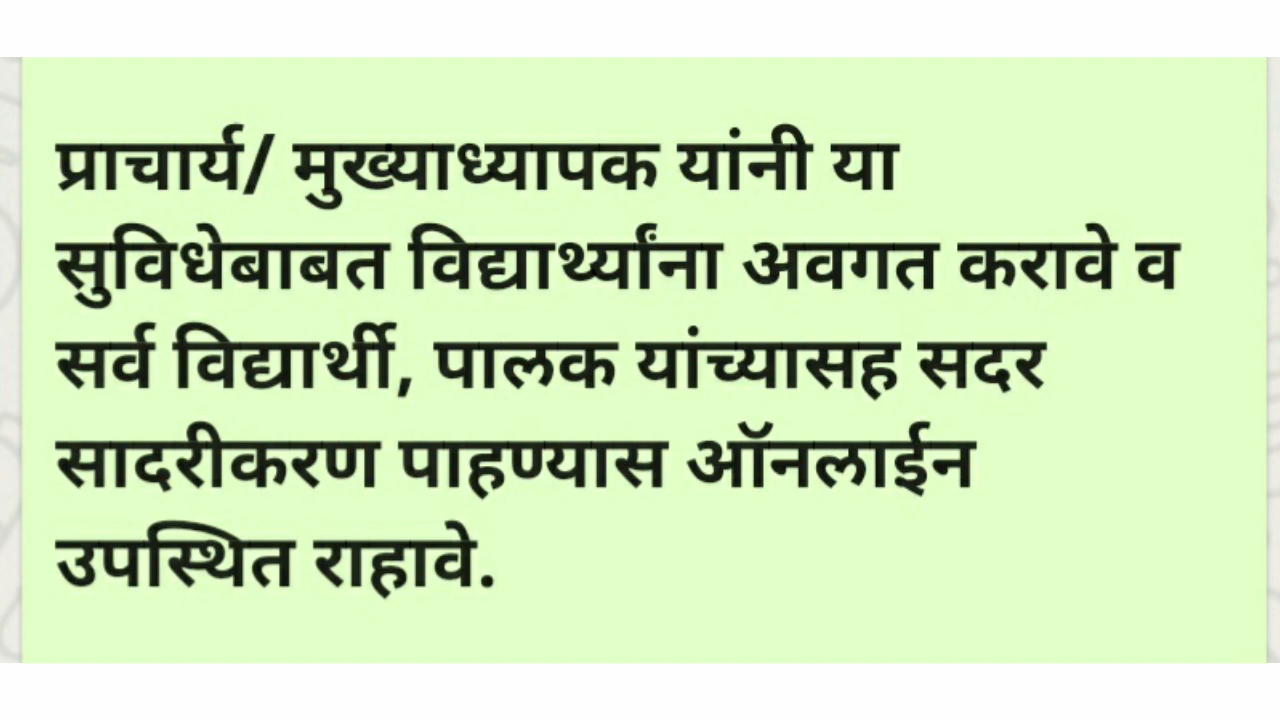 प्राचार्य/ मुख्याध्यापक यांनी या
सुविधेबाबत विद्यार्थ्यांना अवगत करावे व
सर्व विद्यार्थी, पालक यांच्यासह सदर
सादरीकरण पाहण्यास ऑनलाईन
उपस्थित राहावे.